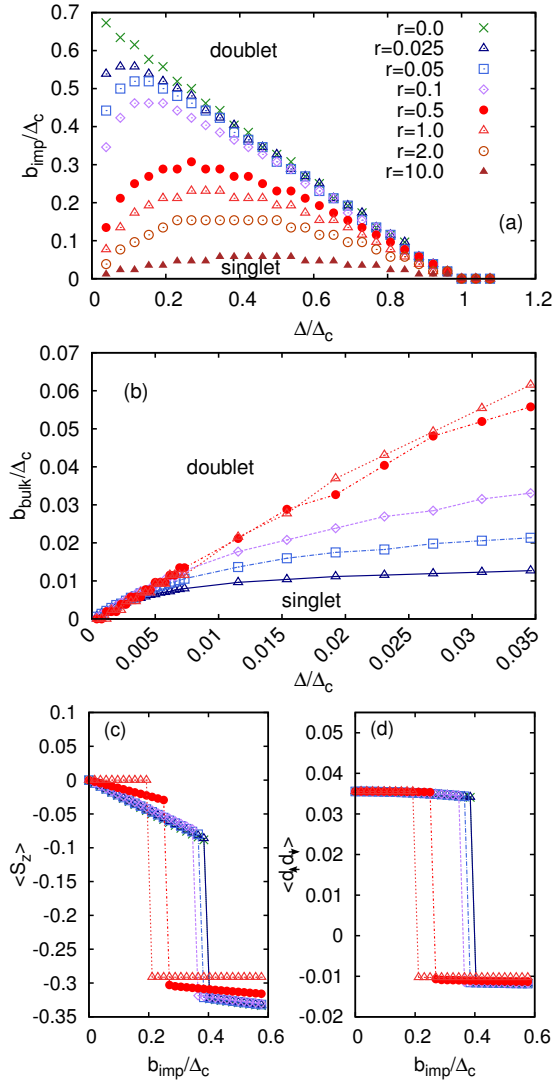 0.7
0.6
0.5
0.4
0.3
0.2
0.1
0
b_imp/Δ_c
doublet
r=0.0
r=0.025
r=0.05
r=0.1
r=0.5
r=1.0
r=2.0
r=10.0
(a)
singlet
0 0.2 0.4 0.6 0.8 1 1.2
Δ/Δ_c
0.07
0.06
0.05
0.04
0.03
0.02
0.01
0
b_bulk/Δ_c
(b)
doublet
singlet
0 0.005 0.01 0.015 0.02 0.025 0.03 0.035
Δ/Δ_c
0.1
0.05
0
-0.05
-0.1
-0.15
-0.2
-0.25
-0.3
-0.35
<S_z>
(c)
0 0.2 0.4 0.6
b_imp/Δ_c
0.05
0.04
0.03
0.02
0.01
0
-0.01
-0.02
(d)
0 0.2 0.4 0.6
b_imp/Δ_c